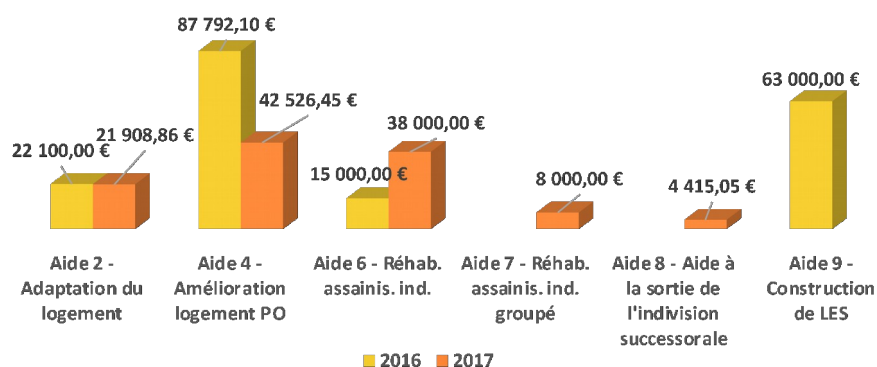 87 792,10 €
63 000,00 €
42 526,45 €
38 000,00 €
21 908,86 €
22 100,00 €
15 000,00 €
8 000,00 €
4 415,05 €
Aide 2 -
Adaptation du
logement
Aide 4 -
Amélioration
logement PO
Aide 6 - Réhab.
assainis. ind.
Aide 7 - Réhab.
assainis. ind.
groupé
Aide 8 - Aide à
la sortie de
l'indivision
successorale
Aide 9 -
Construction
de LES
2016 2017